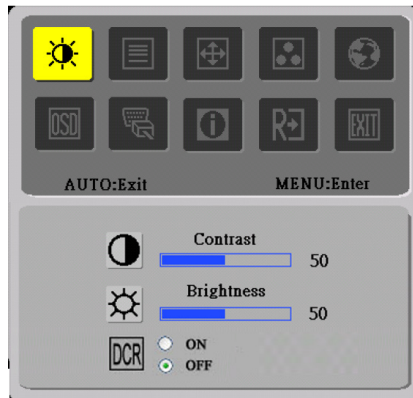 OSD R EXIT
AUTO:Exit MENU:Enter
Contrast
50
Brightness
50
DCR ON
OFF